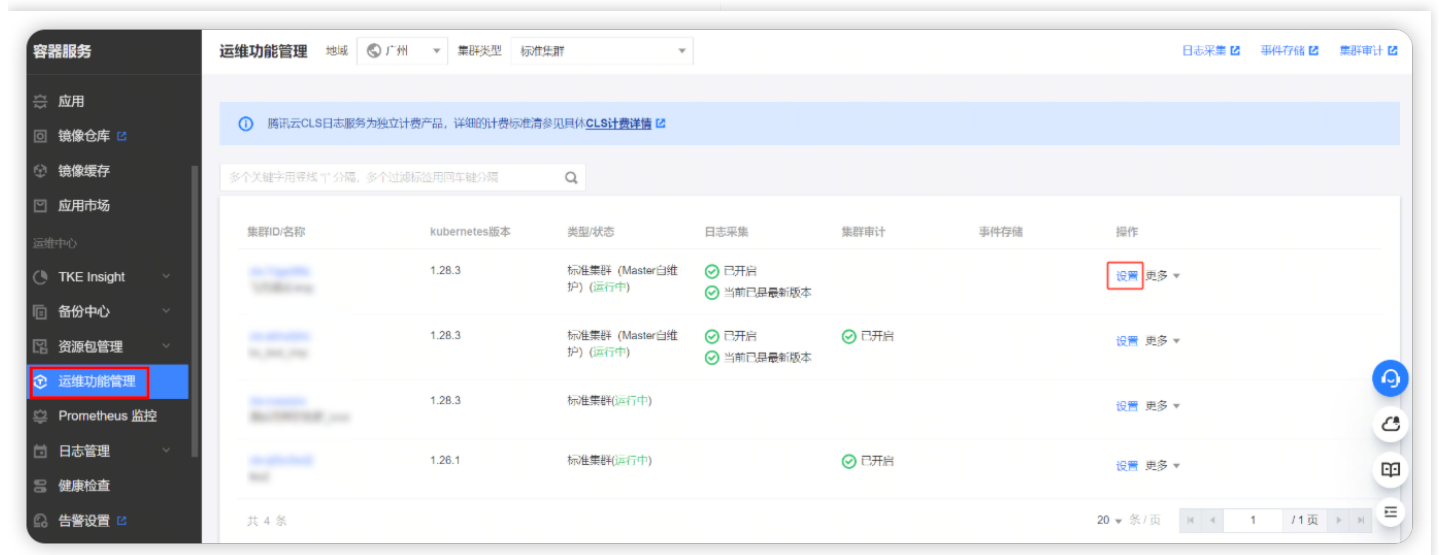 容器服务
运维功能管理 地域 广州 集群类型 标准集群
日志采集 事件存储 集群审计
应用
镜像仓库
镜像缓存
应用市场
运维中心
TKE Insight
备份中心
资源包管理
运维功能管理
Prometheus 监控
日志管理
健康检查
告警设置
腾讯云CLS日志服务为独立计费产品，详细的计费标准请参见具体CLS计费详情
多个关键字用竖线“|”分隔，多个过滤标签用回车键分隔
集群ID/名称 kubernetes版本 类型/状态 日志采集 集群审计 事件存储 操作
1.28.3 标准集群（Master自维 已开启 设置 更多
护）(运行中) 当前已是最新版本
1.28.3 标准集群（Master自维 已开启 已开启 设置 更多
护）(运行中) 当前已是最新版本
1.28.3 标准集群(运行中) 设置 更多
1.26.1 标准集群(运行中) 已开启 设置 更多
共 4 条
20 条/页 1 /1页